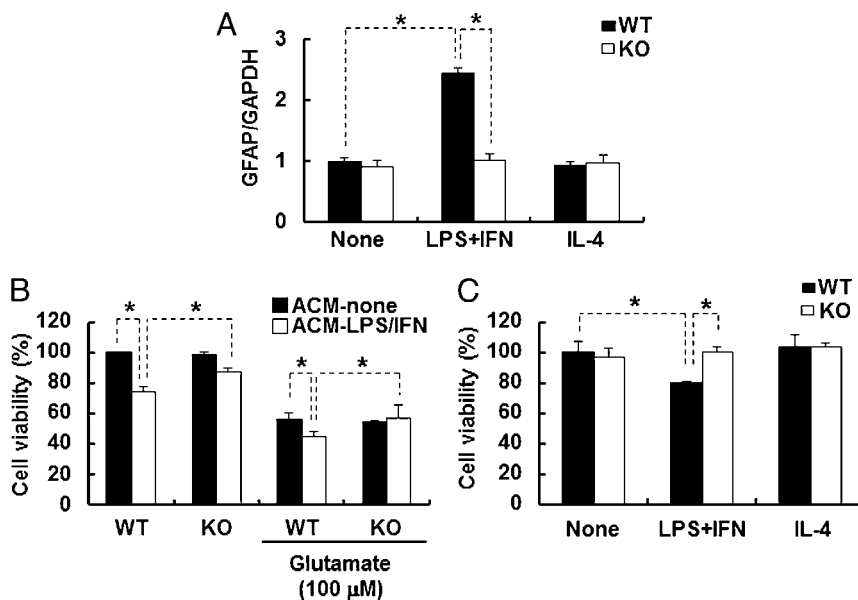 A
GFAP/GAPDH
3
2
1
0
* *
WT
KO
None LPS+IFN IL-4
B
Cell viability (%)
120
100
80
60
40
20
0
* *
* *
ACM-none
ACM-LPS/IFN
WT KO WT KO
Glutamate
(100 μM)
C
Cell viability (%)
120
100
80
60
40
20
0
* *
WT
KO
None LPS+IFN IL-4